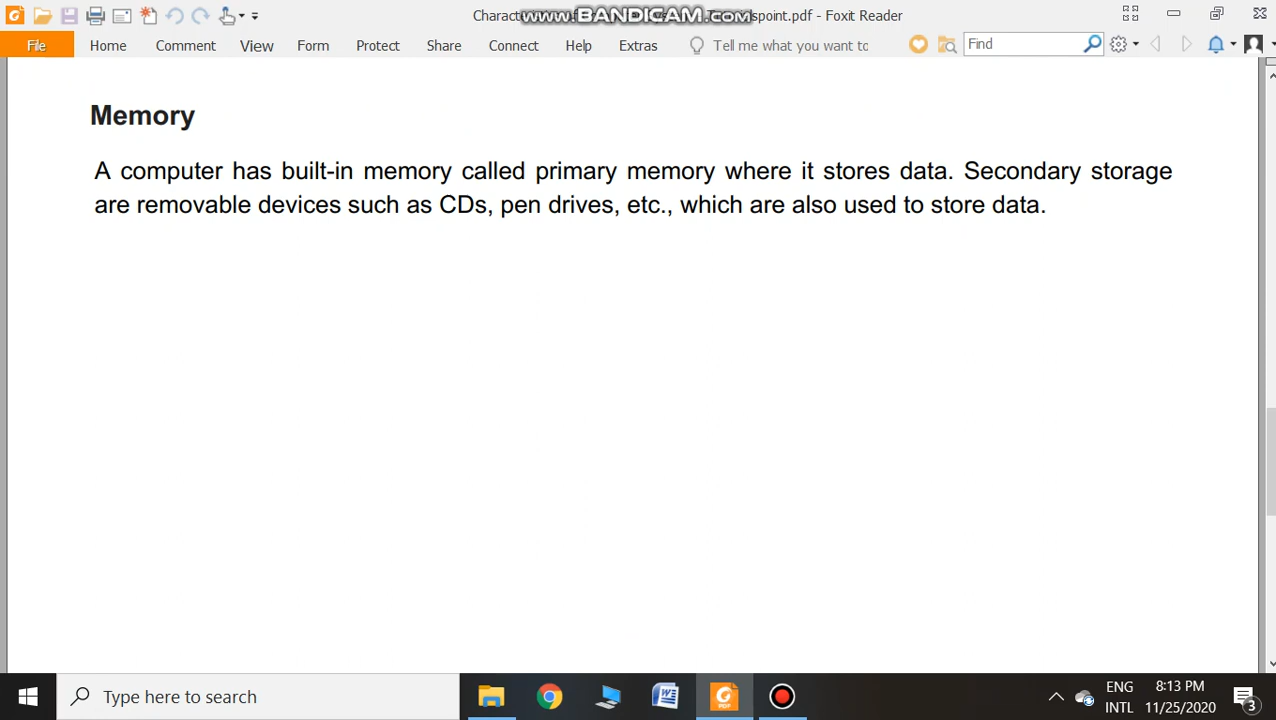 Charact
www.BANDICAM.com
spoint.pdf - Foxit Reader
File Home Comment View Form Protect Share Connect Help Extras Tell me what you want to Find
Memory
A computer has built-in memory called primary memory where it stores data. Secondary storage
are removable devices such as CDs, pen drives, etc., which are also used to store data.
Type here to search
ENG 8:13 PM
INTL 11/25/2020 3